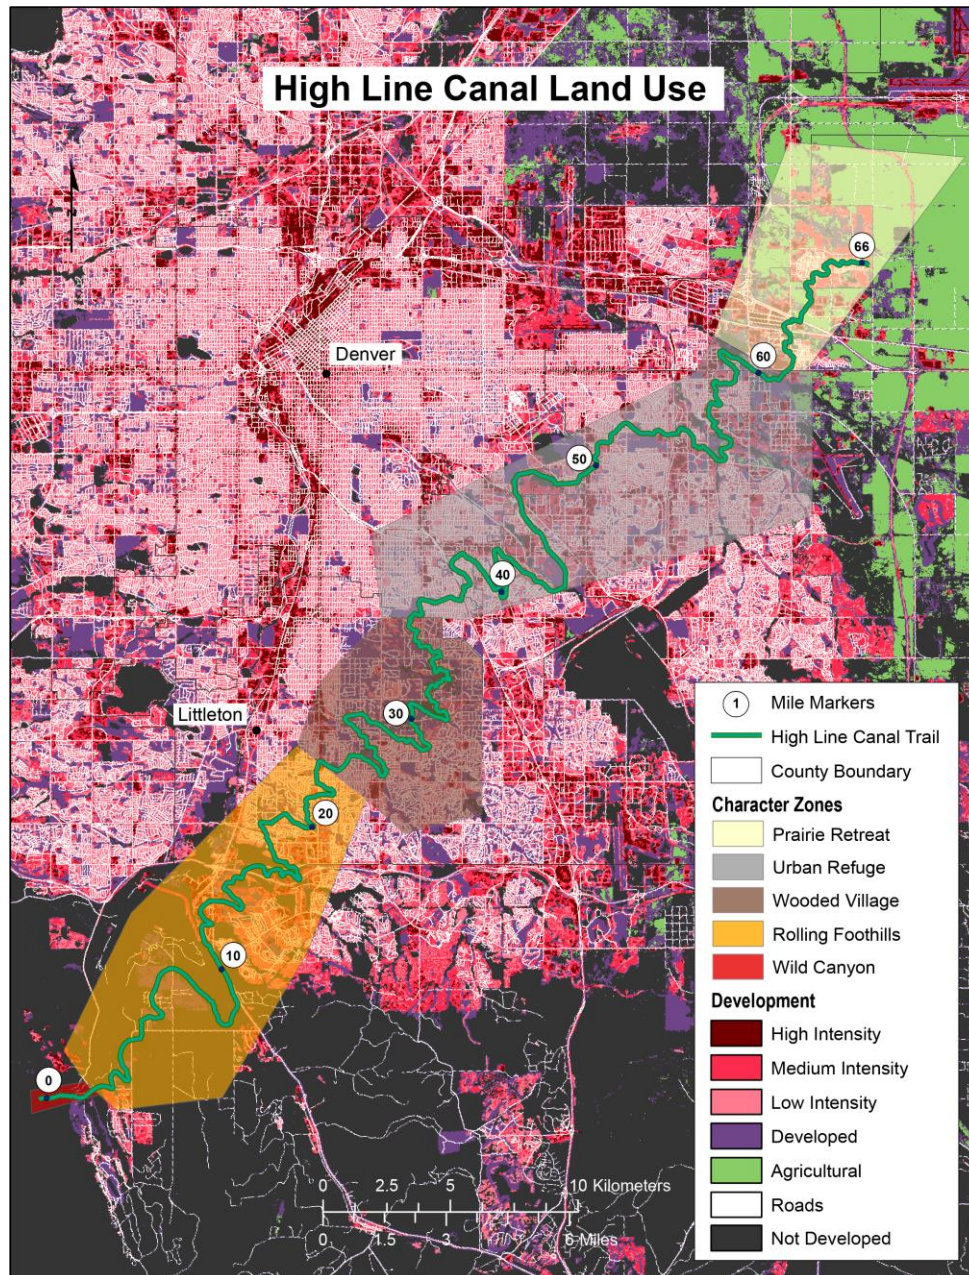 High Line Canal Land Use
66
Denver
60
50
40
30
Littleton
20
10
0
1 Mile Markers
High Line Canal Trail
County Boundary
Character Zones
Prairie Retreat
Urban Refuge
Wooded Village
Rolling Foothills
Wild Canyon
Development
High Intensity
Medium Intensity
Low Intensity
Developed
Agricultural
Roads
Not Developed
0 2.5 5 10 Kilometers
0 1.5 3 6 Miles